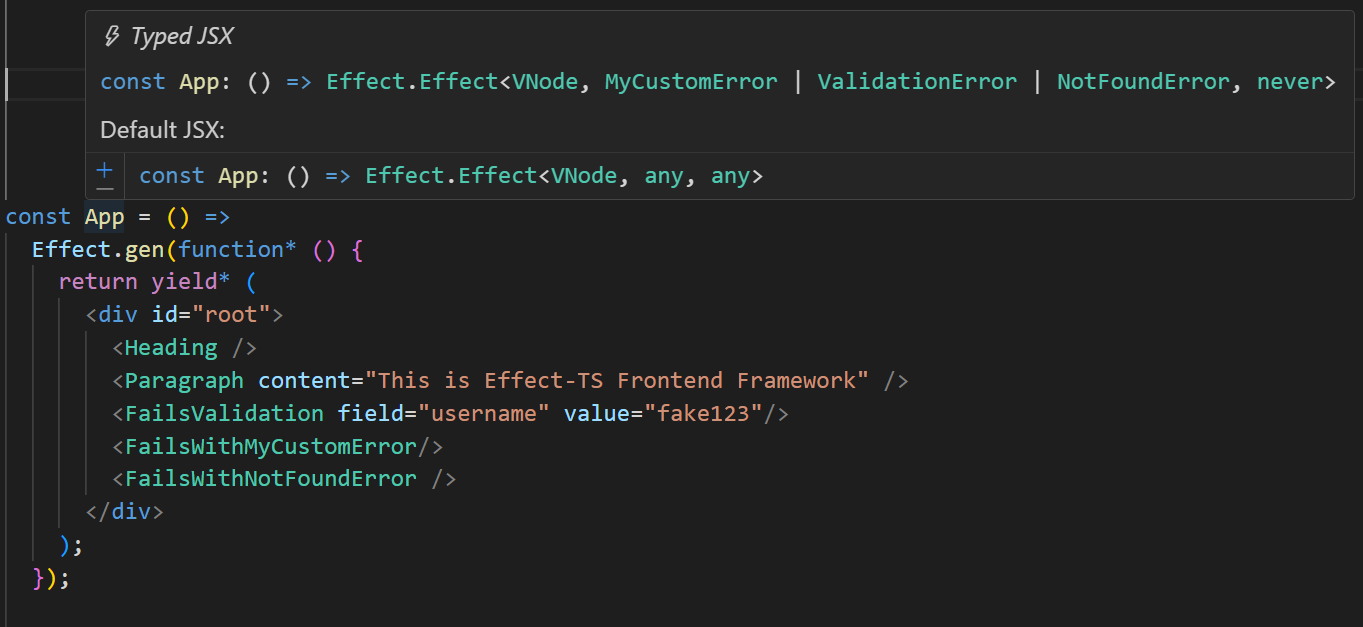 Typed JSX
const App: () => Effect.Effect<VNode, MyCustomError | ValidationError | NotFoundError, never>
Default JSX:
+ const App: () => Effect.Effect<VNode, any, any>
const App = () =>
Effect.gen(function* () {
return yield* (
<div id="root">
<Heading />
<Paragraph content="This is Effect-TS Frontend Framework" />
<FailsValidation field="username" value="fake123"/>
<FailsWithMyCustomError/>
<FailsWithNotFoundError />
</div>
);
});